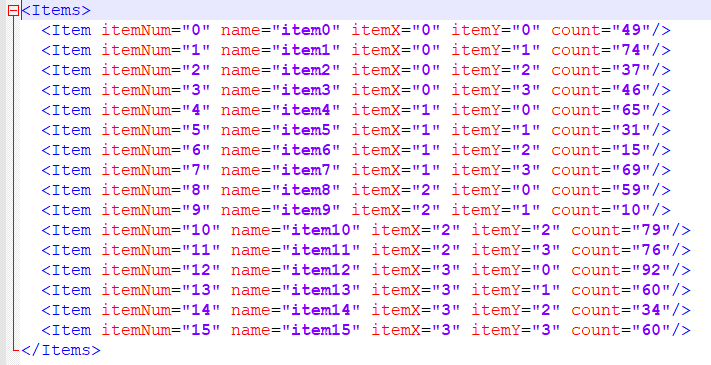 <Items>
<Item itemNum="0" name="item0" itemX="0" itemY="0" count="49"/>
<Item itemNum="1" name="item1" itemX="0" itemY="1" count="74"/>
<Item itemNum="2" name="item2" itemX="0" itemY="2" count="37"/>
<Item itemNum="3" name="item3" itemX="0" itemY="3" count="46"/>
<Item itemNum="4" name="item4" itemX="1" itemY="0" count="65"/>
<Item itemNum="5" name="item5" itemX="1" itemY="1" count="31"/>
<Item itemNum="6" name="item6" itemX="1" itemY="2" count="15"/>
<Item itemNum="7" name="item7" itemX="1" itemY="3" count="69"/>
<Item itemNum="8" name="item8" itemX="2" itemY="0" count="59"/>
<Item itemNum="9" name="item9" itemX="2" itemY="1" count="10"/>
<Item itemNum="10" name="item10" itemX="2" itemY="2" count="79"/>
<Item itemNum="11" name="item11" itemX="2" itemY="3" count="76"/>
<Item itemNum="12" name="item12" itemX="3" itemY="0" count="92"/>
<Item itemNum="13" name="item13" itemX="3" itemY="1" count="60"/>
<Item itemNum="14" name="item14" itemX="3" itemY="2" count="34"/>
<Item itemNum="15" name="item15" itemX="3" itemY="3" count="60"/>
</Items>